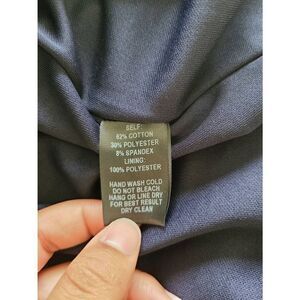 SELF:
62% COTTON
30% POLYESTER
8% SPANDEX
LINING:
100% POLYESTER
HAND WASH COLD
DO NOT BLEACH
HANG OR LINE DRY
FOR BEST RESULT
DRY CLEAN